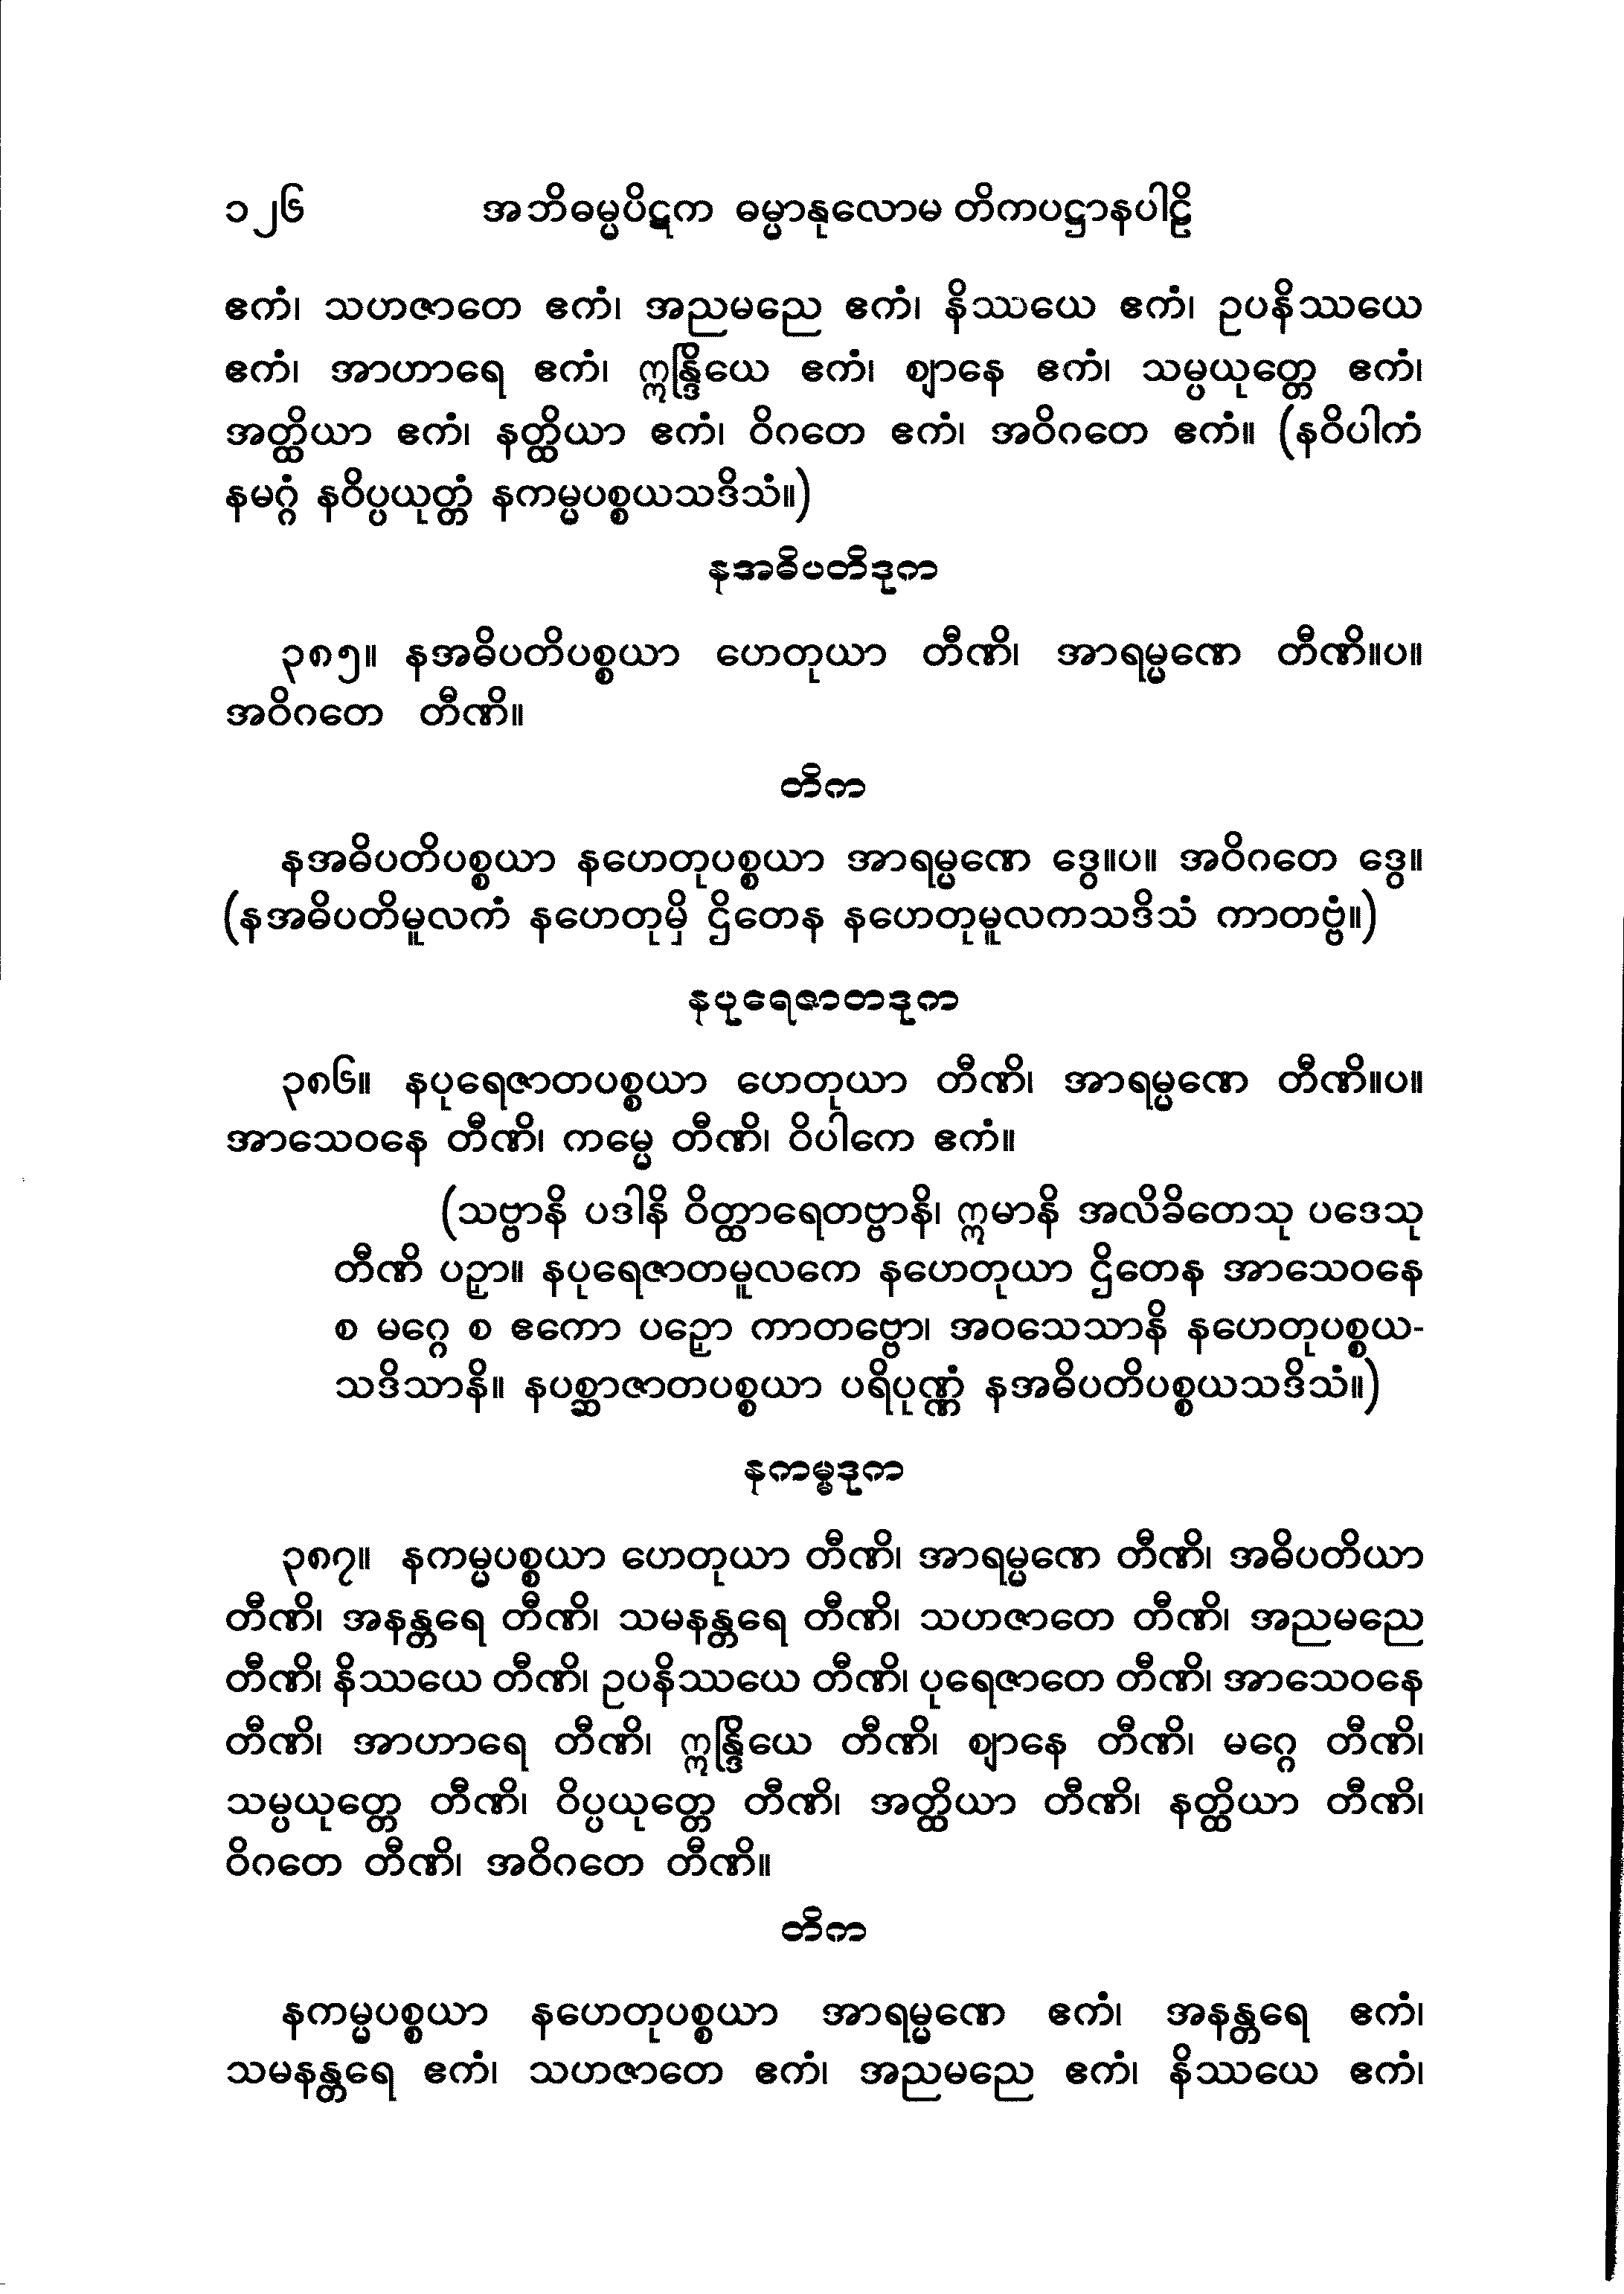 ၁၂၆ အဘိဓမ္မပိဋက ဓမ္မာနုလောမ တိကပဋ္ဌာနပါဠိ
ဧကံ၊ သဟဇာတေ ဧကံ၊ အညမညေ ဧကံ၊ နိဿယေ ဧကံ၊ ဥပနိဿယေ
ဧကံ၊ အာဟာရေ ဧကံ၊ ဣန္ဒြိယေ ဧကံ၊ ဈာနေ ဧကံ၊ သမ္ပယုတ္တေ ဧကံ၊
အတ္ထိယာ ဧကံ၊ နတ္ထိယာ ဧကံ၊ ဝိဂတေ ဧကံ၊ အဝိဂတေ ဧကံ။ (နဝိပါကံ
နမဂ္ဂံ နဝိပ္ပယုတ္တံ နကမ္မပစ္စယသဒိသံ။)
နအဓိပတိဒုက
၃၈၅။ နအဓိပတိပစ္စယာ ဟေတုယာ တီဏိ၊ အာရမ္မဏေ တီဏိ။ပ။
အဝိဂတေ တီဏိ။
တိက
နအဓိပတိပစ္စယာ နဟေတုပစ္စယာ အာရမ္မဏေ ဒွေ။ပ။ အဝိဂတေ ဒွေ။
(နအဓိပတိမူလကံ နဟေတုမှိ ဌိတေန နဟေတုမူလကသဒိသံ ကာတဗ္ဗံ။)
နပုရေဇာတဒုက
၃၈၆။ နပုရေဇာတပစ္စယာ ဟေတုယာ တီဏိ၊ အာရမ္မဏေ တီဏိ။ပ။
အာသေဝနေ တီဏိ၊ ကမ္မေ တီဏိ၊ ဝိပါကေ ဧကံ။
(သဗ္ဗာနိ ပဒါနိ ဝိတ္ထာရေတဗ္ဗာနိ၊ ဣမာနိ အလိခိတေသု ပဒေသု
တီဏိ ပဉှာ။ နပုရေဇာတမူလကေ နဟေတုယာ ဌိတေန အာသေဝနေ
စ မဂ္ဂေ စ ဧကော ပဉှော ကာတဗ္ဗော၊ အဝသေသာနိ နဟေတုပစ္စယ-
သဒိသာနိ။ နပစ္ဆာဇာတပစ္စယာ ပရိပုဏ္ဏံ နအဓိပတိပစ္စယသဒိသံ။)
နကမ္မဒုက
၃၈၇။ နကမ္မပစ္စယာ ဟေတုယာ တီဏိ၊ အာရမ္မဏေ တီဏိ၊ အဓိပတိယာ
တီဏိ၊ အနန္တရေ တီဏိ၊ သမနန္တရေ တီဏိ၊ သဟဇာတေ တီဏိ၊ အညမညေ
တီဏိ၊ နိဿယေ တီဏိ၊ ဥပနိဿယေ တီဏိ၊ ပုရေဇာတေ တီဏိ၊ အာသေဝနေ
တီဏိ၊ အာဟာရေ တီဏိ၊ ဣန္ဒြိယေ တီဏိ၊ ဈာနေ တီဏိ၊ မဂ္ဂေ တီဏိ၊
သမ္ပယုတ္တေ တီဏိ၊ ဝိပ္ပယုတ္တေ တီဏိ၊ အတ္ထိယာ တီဏိ၊ နတ္ထိယာ တီဏိ၊
ဝိဂတေ တီဏိ၊ အဝိဂတေ တီဏိ။
တိက
နကမ္မပစ္စယာ နဟေတုပစ္စယာ အာရမ္မဏေ ဧကံ၊ အနန္တရေ ဧကံ၊
သမနန္တရေ ဧကံ၊ သဟဇာတေ ဧကံ၊ အညမညေ ဧကံ၊ နိဿယေ ဧကံ၊